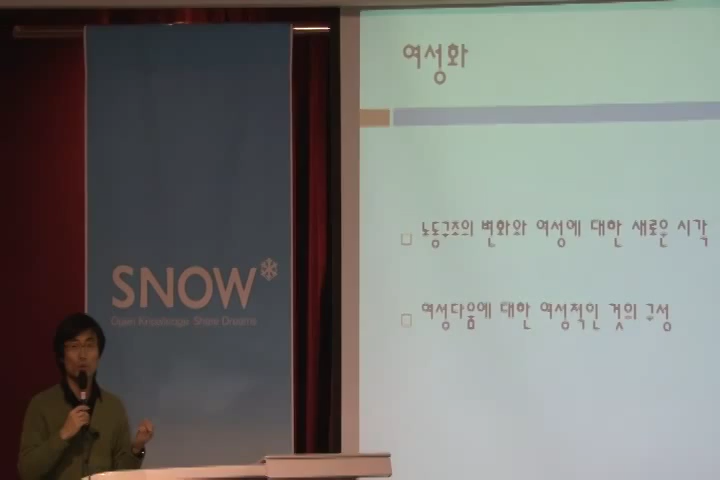 SNOW
Open Knowledge Share Dreams
여성화
노동구조의 변화와 여성에 대한 새로운 시각
여성다움에 대한 여성적인 것의 구성